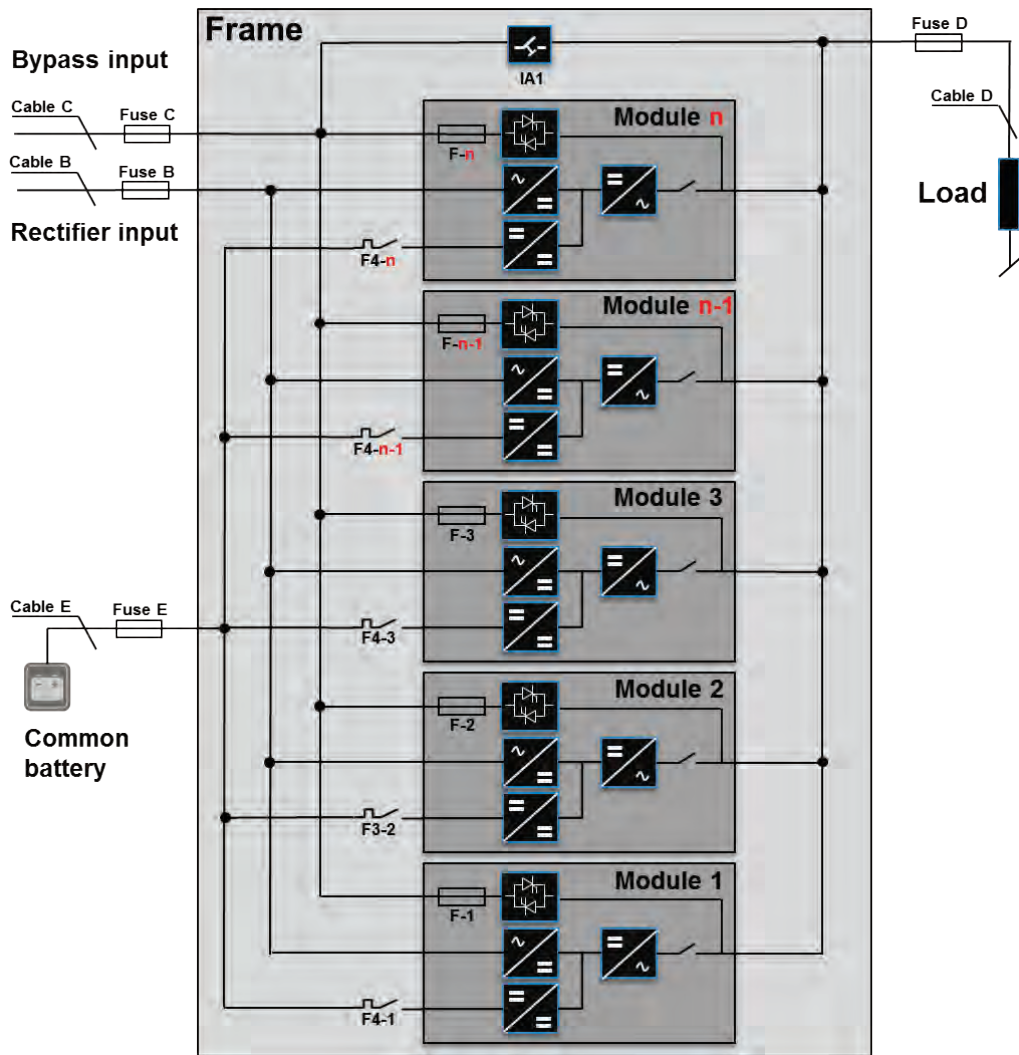 Frame
Fuse D
Bypass input
IA1
Cable C
Fuse C
Cable D
Module n
F-n
Cable B
Fuse B
Load
Rectifier input
F4-n
Module n-1
F-n-1
F4-n-1
Module 3
F-3
Cable E
Fuse E
F4-3
Module 2
F-2
Common
battery
F3-2
Module 1
F-1
F4-1